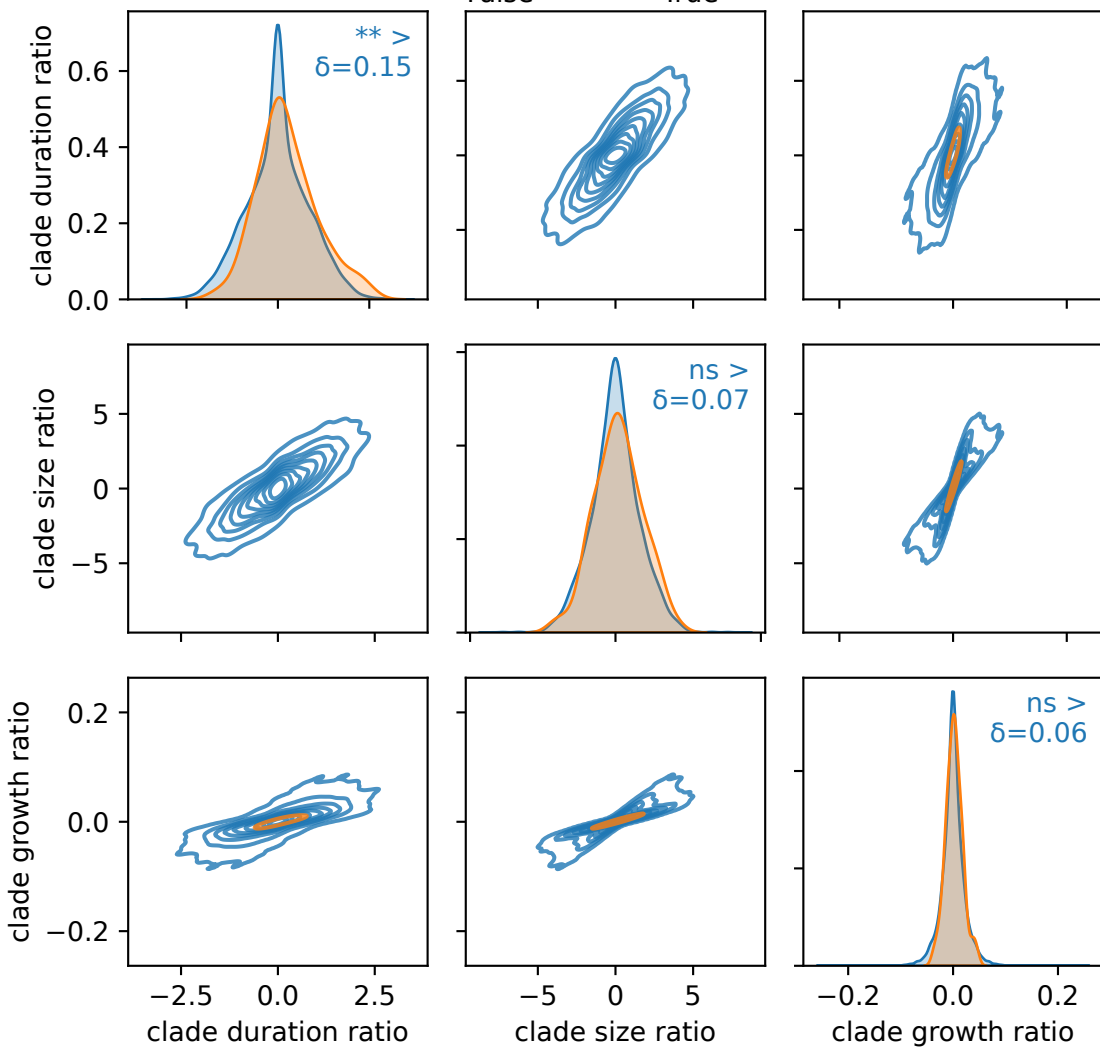 raise True
clade duration ratio
0.6
0.4
0.2
0.0
** >
δ=0.15
clade size ratio
5
0
−5
ns >
δ=0.07
clade growth ratio
0.2
0.0
−0.2
ns >
δ=0.06
−2.5 0.0 2.5
−5 0 5
−0.2 0.0 0.2
clade duration ratio
clade size ratio
clade growth ratio